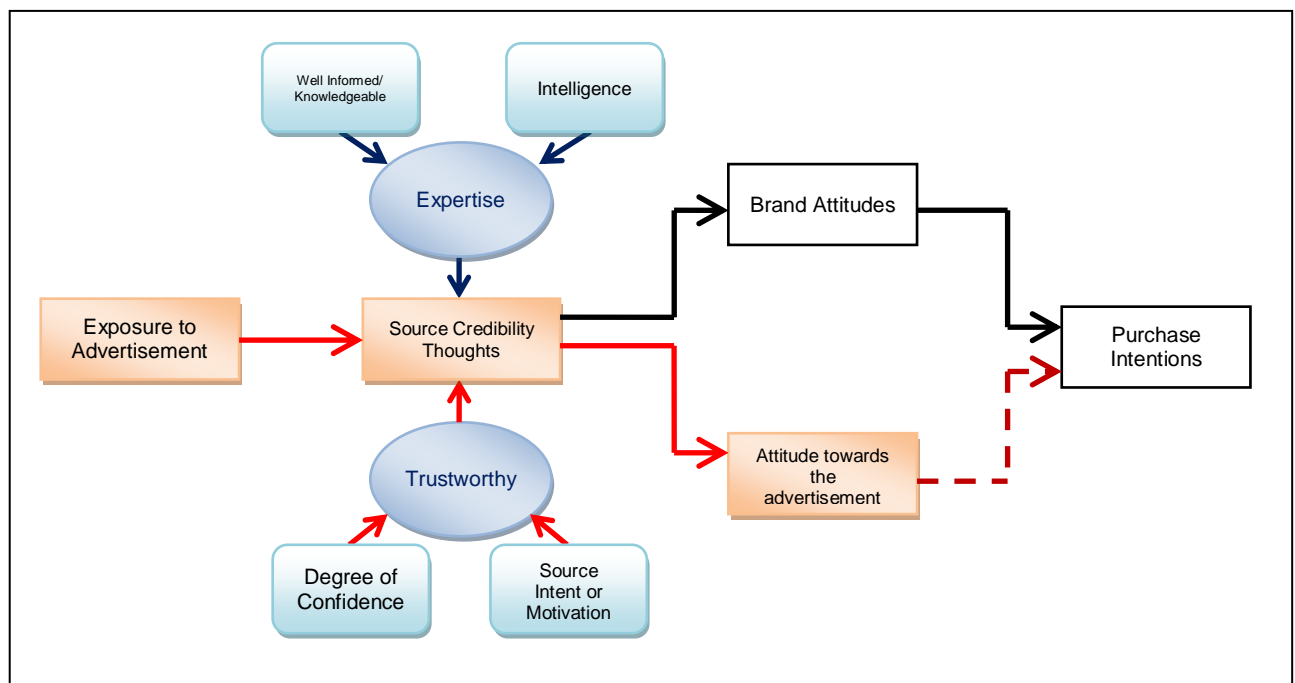 Well Informed/
Knowledgeable
Intelligence
Expertise
Brand Attitudes
Exposure to
Advertisement
Source Credibility
Thoughts
Purchase
Intentions
Trustworthy
Attitude towards
the
advertisement
Degree of
Confidence
Source
Intent or
Motivation